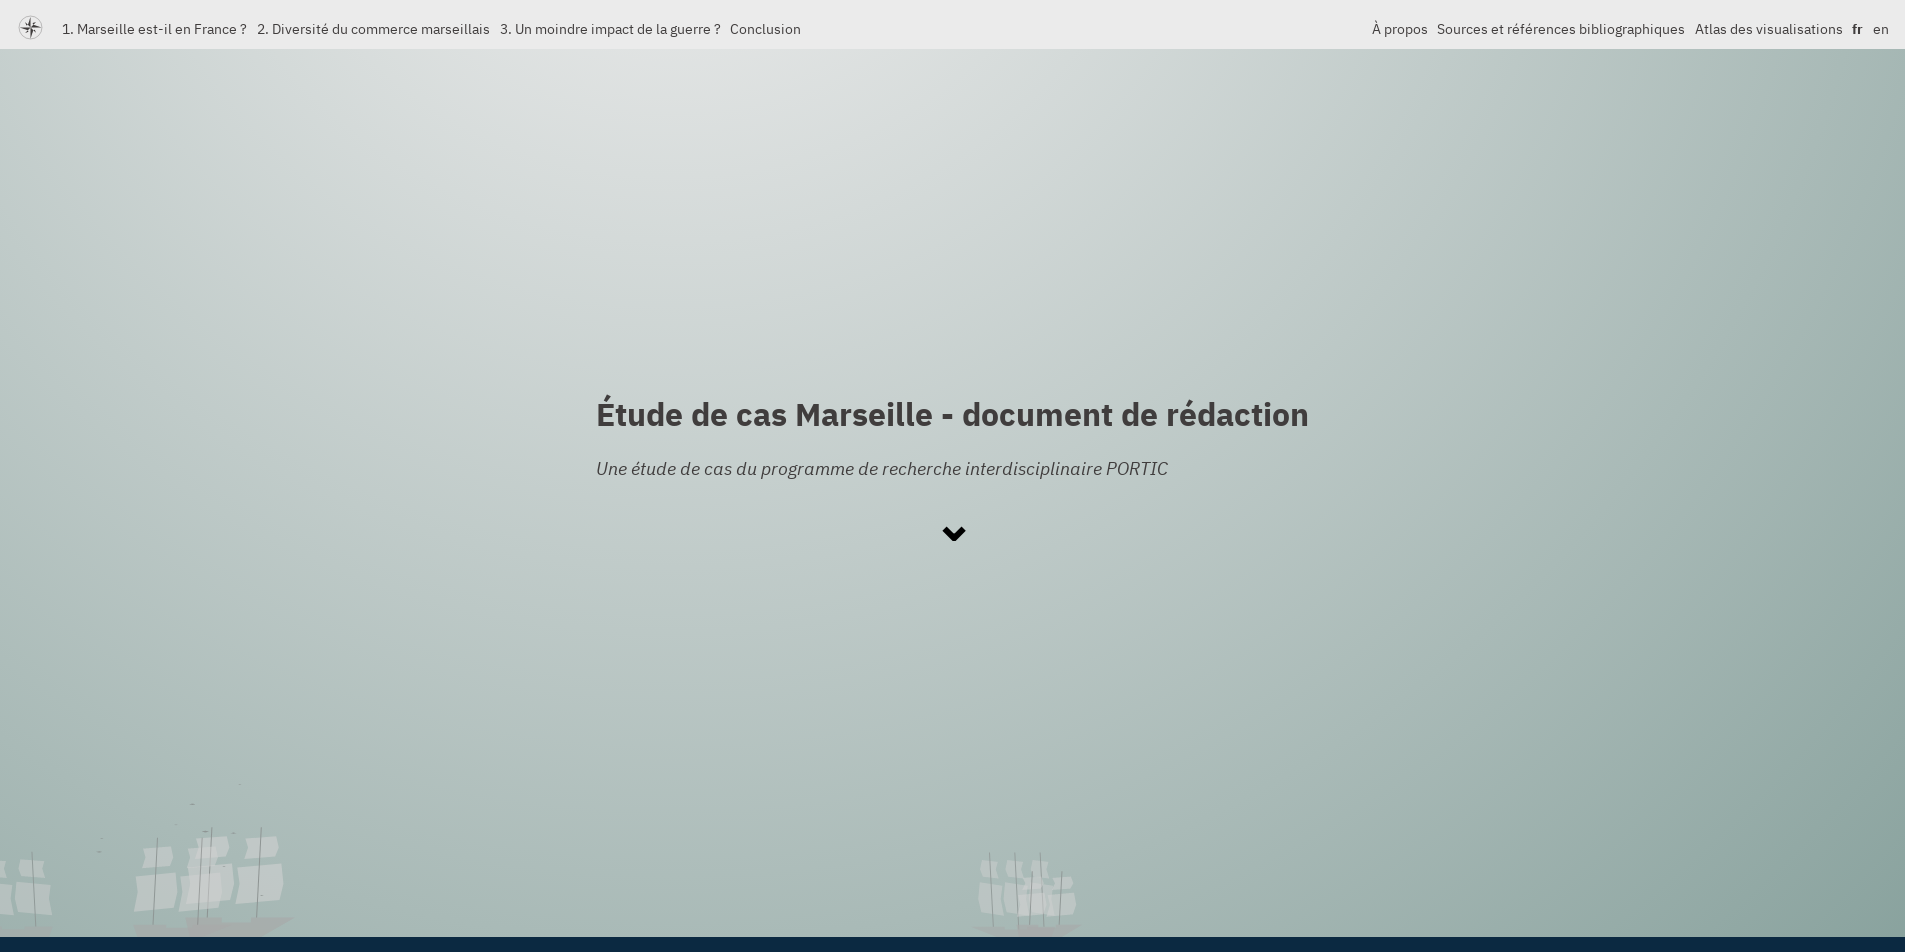 1. Marseille est-il en France ? 2. Diversité du commerce marseillais 3. Un moindre impact de la guerre ? Conclusion À propos Sources et références bibliographiques Atlas des visualisations fr en
Étude de cas Marseille - document de rédaction
Une étude de cas du programme de recherche interdisciplinaire PORTIC